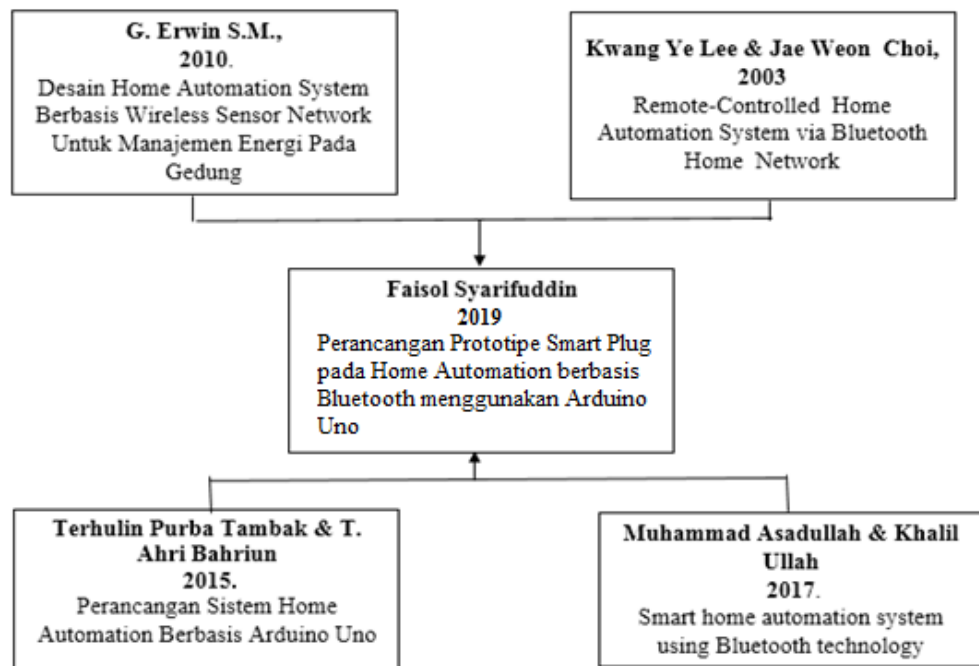 G. Erwin S.M.,
2010.
Desain Home Automation System
Berbasis Wireless Sensor Network
Untuk Manajemen Energi Pada
Gedung
Kwang Ye Lee & Jae Weon Choi,
2003
Remote-Controlled Home
Automation System via Bluetooth
Home Network
Faisol Syarifuddin
2019
Perancangan Prototipe Smart Plug
pada Home Automation berbasis
Bluetooth menggunakan Arduino
Uno
Terhulin Purba Tambak & T.
Ahri Bahriun
2015.
Perancangan Sistem Home
Automation Berbasis Arduino Uno
Muhammad Asadullah & Khalil
Ullah
2017.
Smart home automation system
using Bluetooth technology